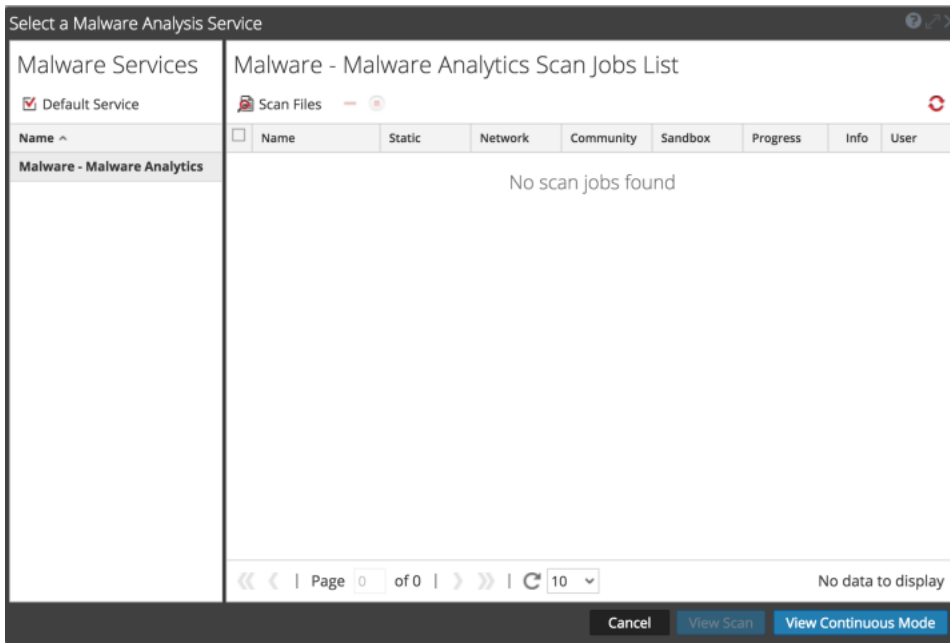 Select a Malware Analysis Service
Malware Services
Default Service
Name
Malware - Malware Analytics
Malware - Malware Analytics Scan Jobs List
Scan Files
Name Static Network Community Sandbox Progress Info User
No scan jobs found
| Page 0 of 0 | | 10 No data to display
Cancel View Scan View Continuous Mode